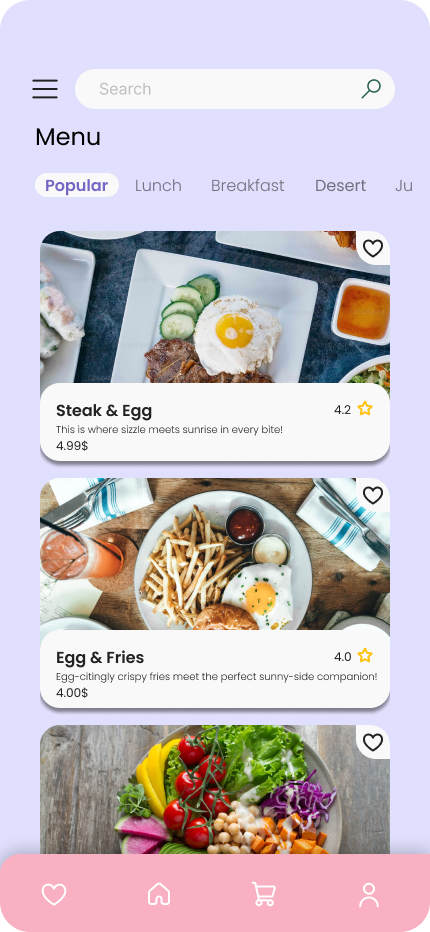 Search
Menu
Popular Lunch Breakfast Desert Ju
Steak & Egg 4.2
This is where sizzle meets sunrise in every bite!
4.99$
Egg & Fries 4.0
Egg-citingly crispy fries meet the perfect sunny-side companion!
4.00$